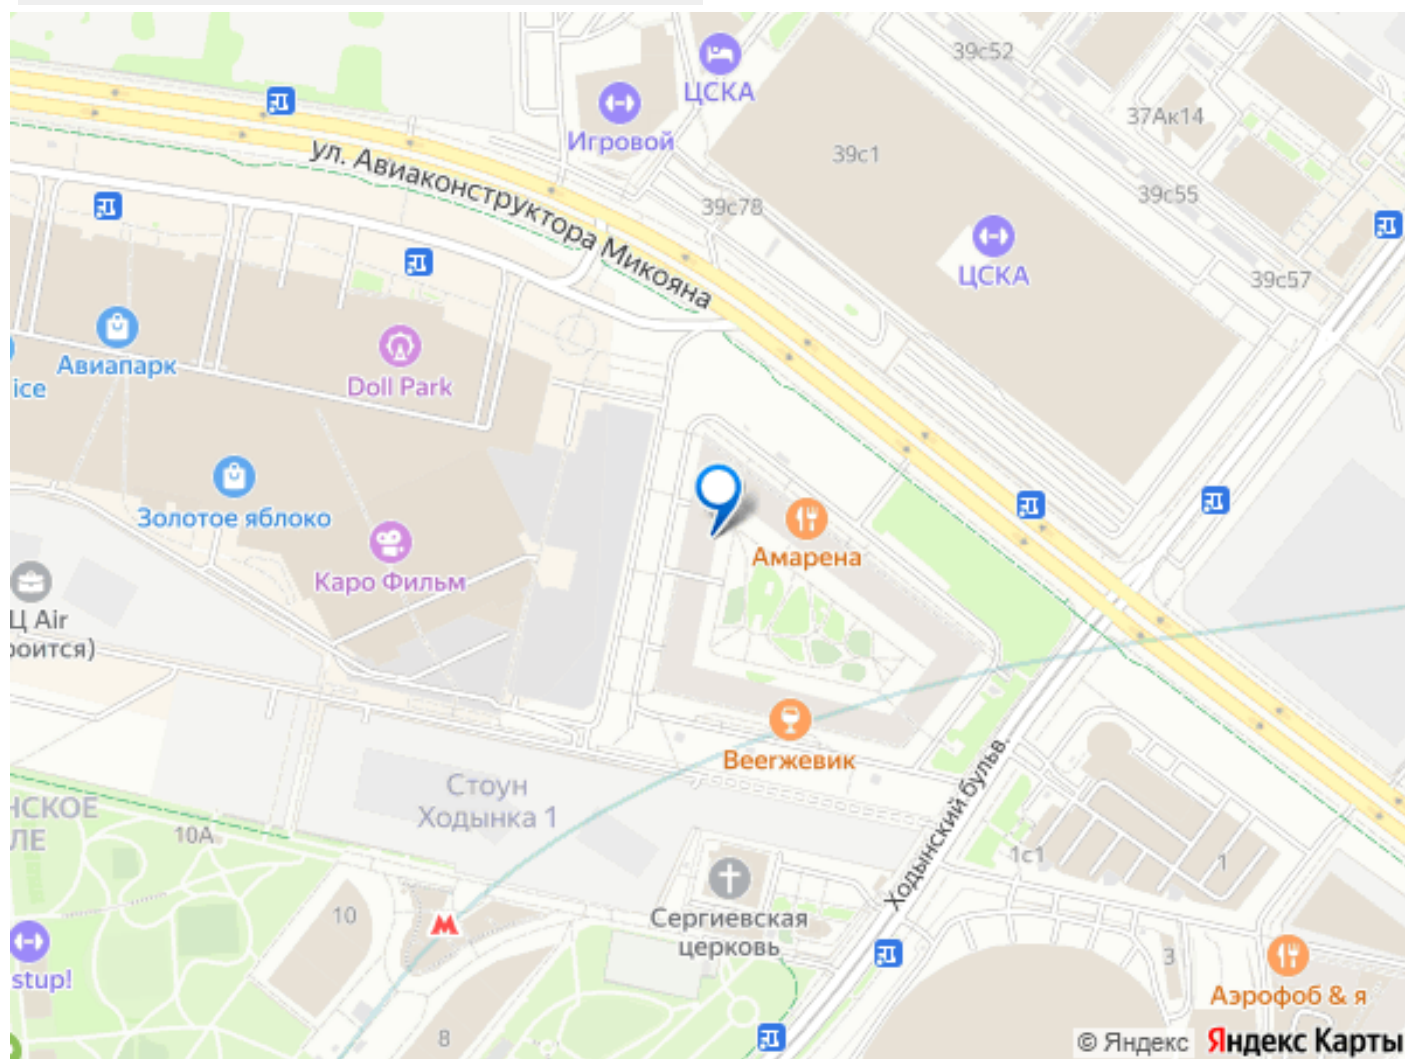 39с52
ЦСКА
37Ак14
Игровой
39с1
ул. Авиаконструктора Микояна
39с78
39с55
ЦСКА
39с57
Авиапарк
Doll Park
ice
Золотое яблоко
Амарена
Каро Фильм
Ц Air
роится)
Beerжевик
Стоун
Ходынка 1
НСКОЕ
ЛЕ
10А
Ходынский бульв.
1с1
1
10
Сергиевская
церковь
stup!
3
Аэрофоб & я
8
© Яндекс Яндекс Карты